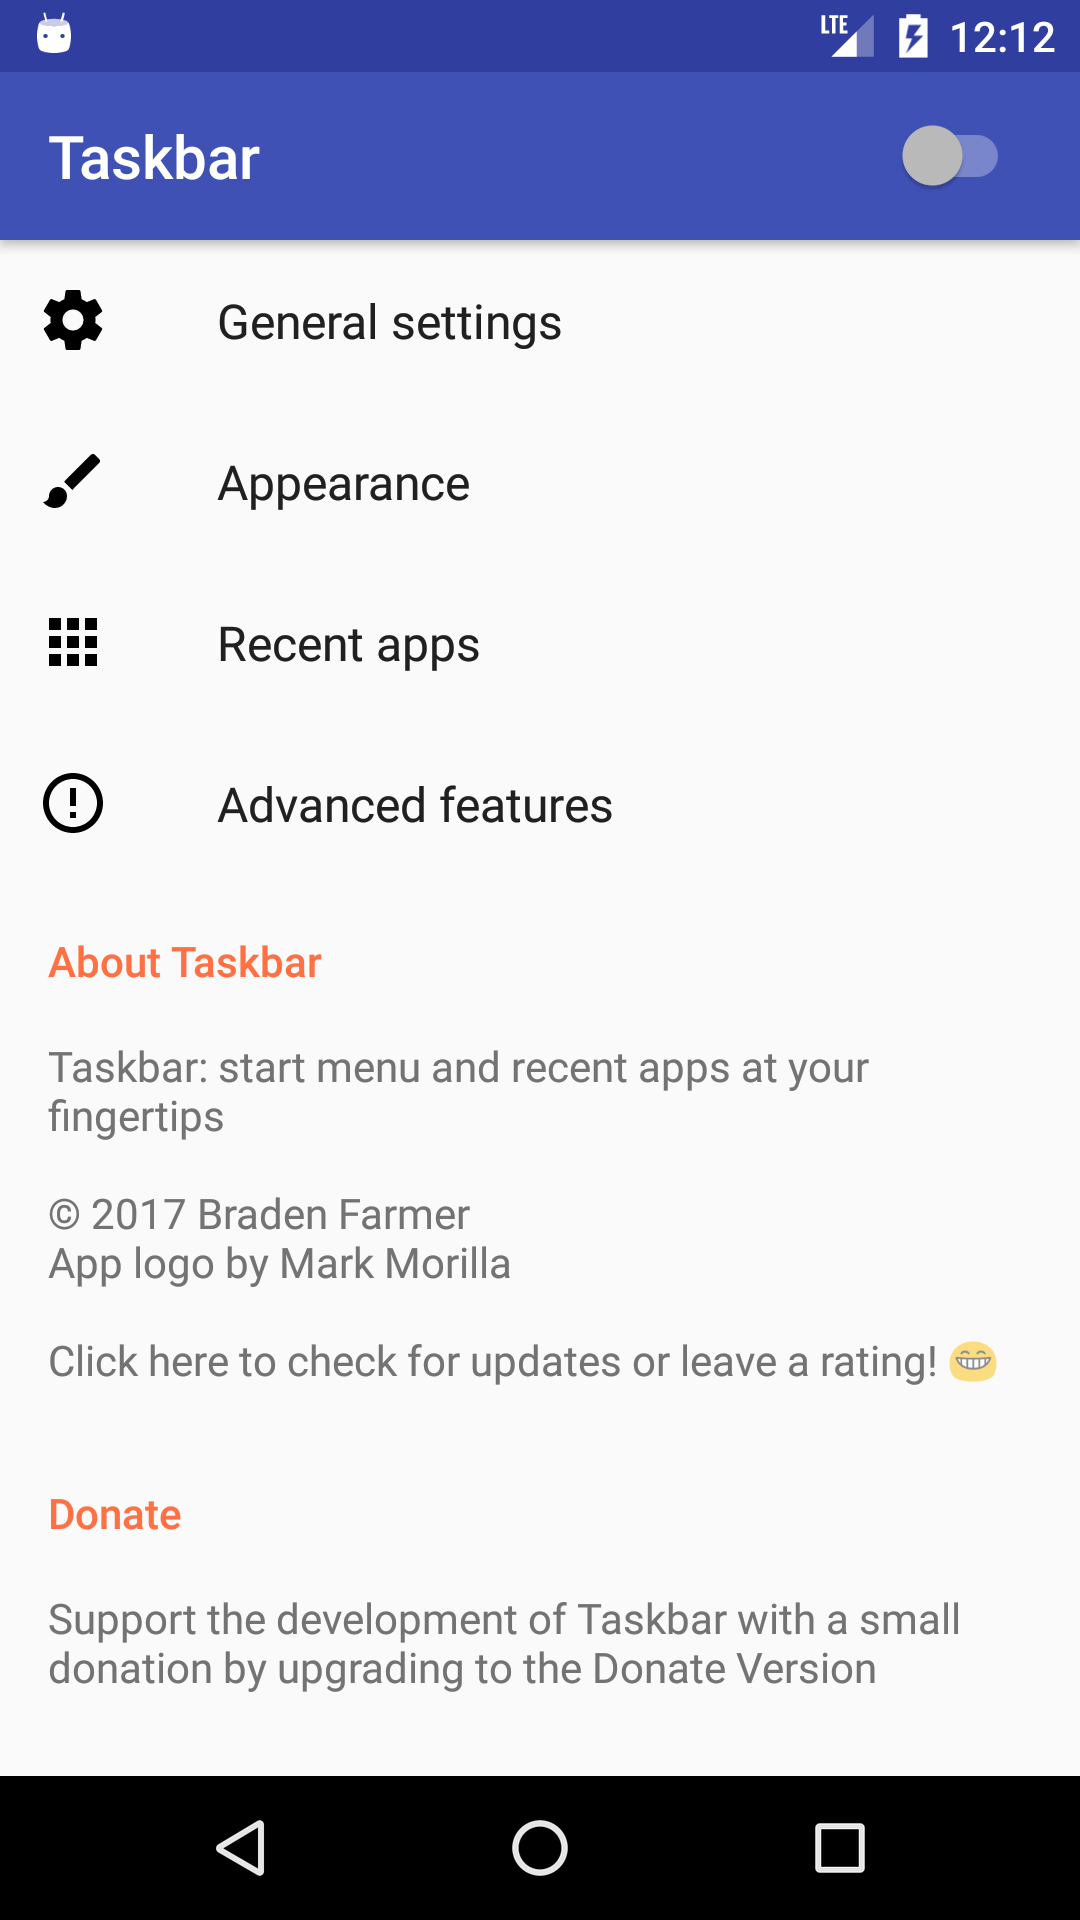 LTE 12:12
Taskbar
General settings
Appearance
Recent apps
Advanced features
About Taskbar
Taskbar: start menu and recent apps at your
fingertips
© 2017 Braden Farmer
App logo by Mark Morilla
Click here to check for updates or leave a rating! 😁
Donate
Support the development of Taskbar with a small
donation by upgrading to the Donate Version